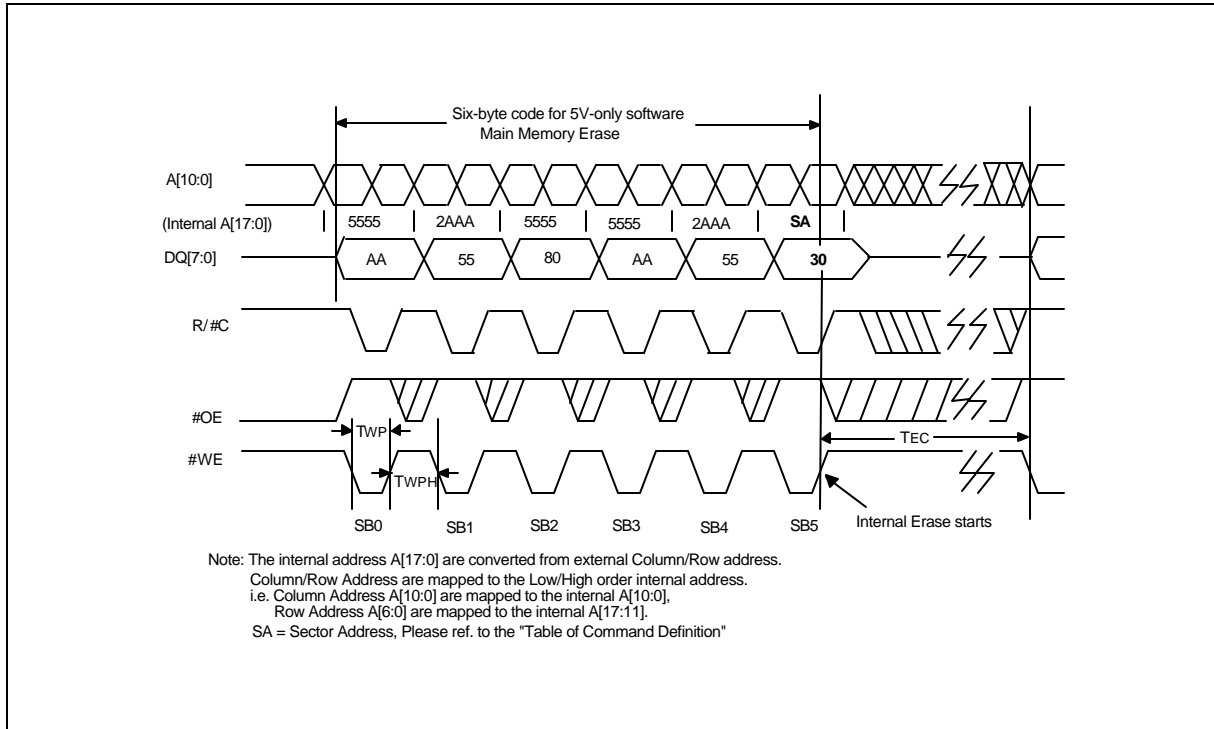 Six-byte code for 5V-only software
Main Memory Erase
A[10:0]
(Internal A[17:0])
5555 2AAA 5555 5555 2AAA SA
DQ[7:0]
AA 55 80 AA 55 30
R/#C
#OE
TWP
TEC
#WE
TWPH
SB0 SB1 SB2 SB3 SB4 SB5
Internal Erase starts
Note: The internal address A[17:0] are converted from external Column/Row address.
Column/Row Address are mapped to the Low/High order internal address.
i.e. Column Address A[10:0] are mapped to the internal A[10:0],
Row Address A[6:0] are mapped to the internal A[17:11].
SA = Sector Address, Please ref. to the "Table of Command Definition"